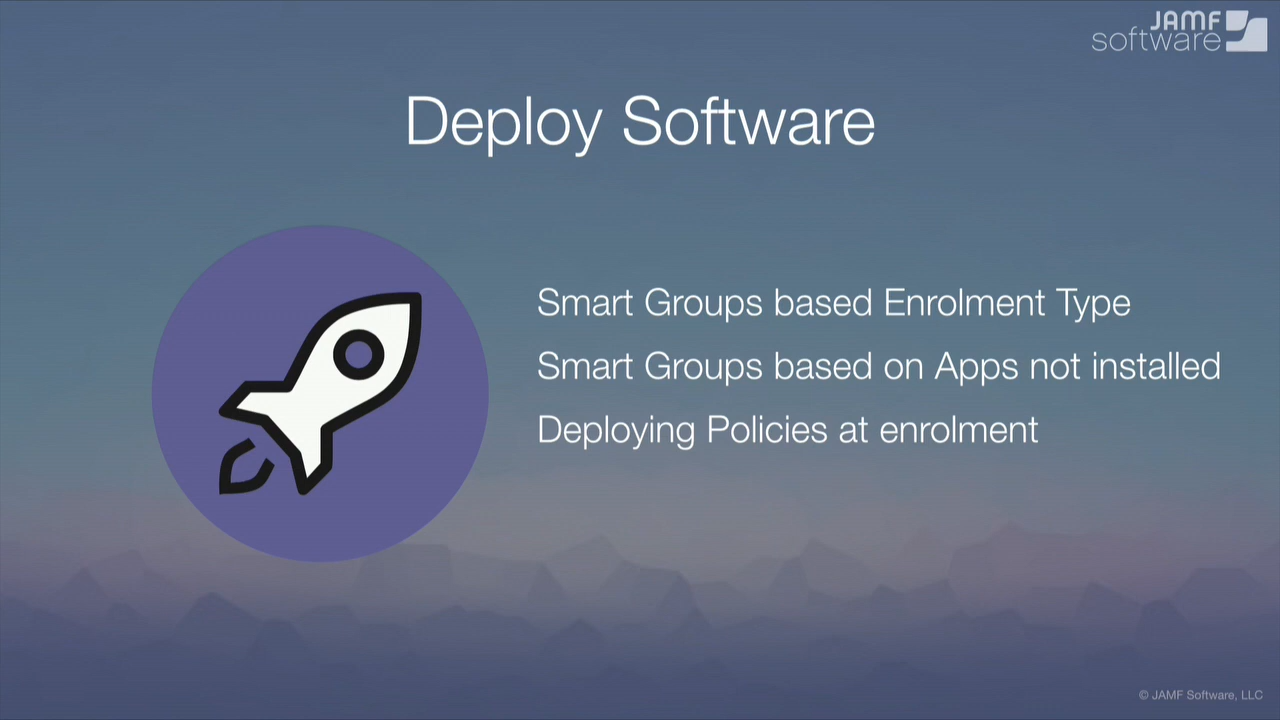 JAMF
software
Deploy Software
Smart Groups based Enrolment Type
Smart Groups based on Apps not installed
Deploying Policies at enrolment
© JAMF Software, LLC